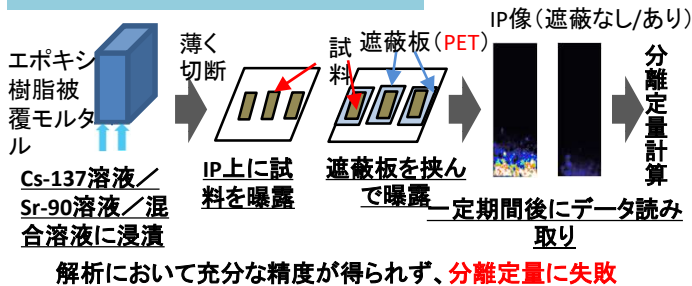 エポキシ
樹脂被
覆モルタ
ル
Cs-137溶液／
Sr-90溶液／混
合溶液に浸漬
薄く
切断
試
料
IP上に試
料を曝露
遮蔽板（PET）
遮蔽板を挟ん
で曝露
IP像（遮蔽なし/あり）
一定期間後にデータ読み
取り
分離定量計算
解析において充分な精度が得られず、分離定量に失敗